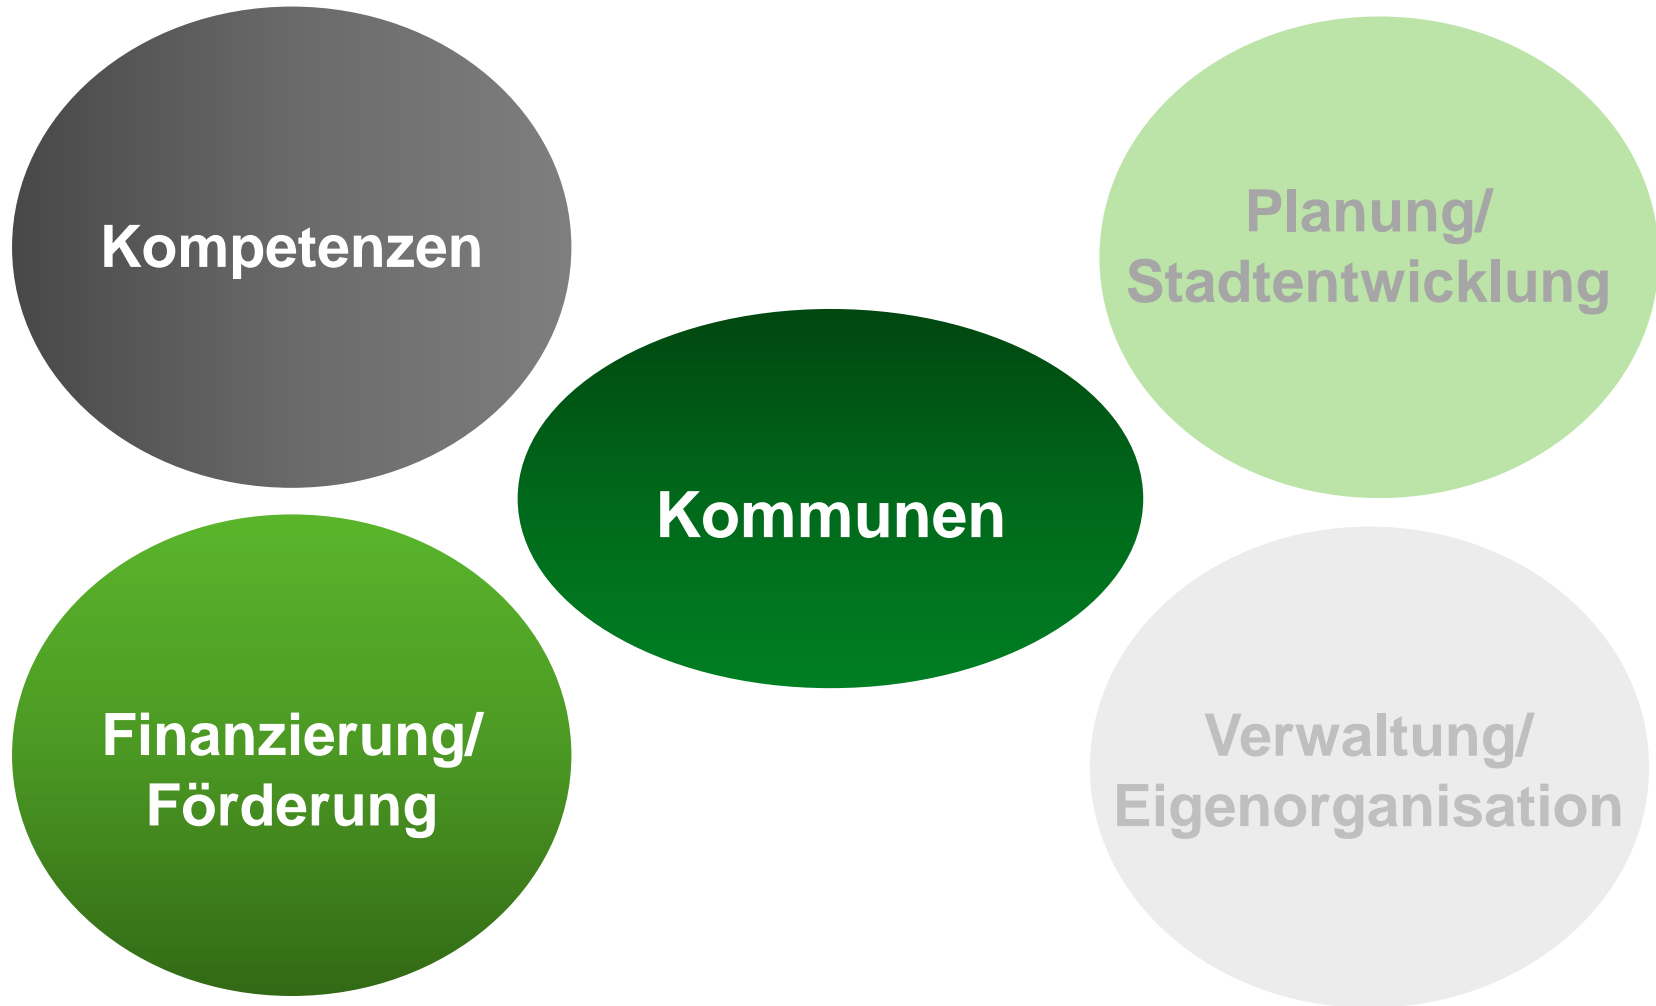 Kompetenzen
Planung/
Stadtentwicklung
Kommunen
Finanzierung/
Förderung
Verwaltung/
Eigenorganisation